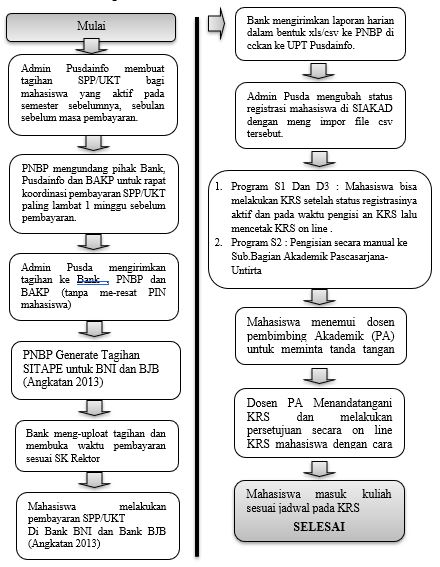 Mulai
Admin Pusdainfo membuat
tagihan SPP/UKT bagi
mahasiswa yang aktif pada
semester sebelumnya, sebulan
sebelum masa pembayaran.
PNBP mengundang pihak Bank,
Pusdainfo dan BAKP untuk rapat
koordinasi pembayaran SPP/UKT
paling lambat 1 minggu sebelum
pembayaran.
Admin Pusda mengirimkan
tagihan ke Bank , PNBP dan
BAKP (tanpa me-resat PIN
mahasiswa)
PNBP Generate Tagihan
SITAPE untuk BNI dan BJB
(Angkatan 2013)
Bank meng-uploat tagihan dan
membuka waktu pembayaran
sesuai SK Rektor
Mahasiswa melakukan
pembayaran SPP/UKT
Di Bank BNI dan Bank BJB
(Angkatan 2013)
Bank mengirimkan laporan harian
dalam bentuk xls/csv ke PNBP di
cckan ke UPT Pusdainfo.
Admin Pusda mengubah status
registrasi mahasiswa di SIAKAD
dengan meng impor file csv
tersebut.
1. Program S1 Dan D3 : Mahasiswa bisa
melakukan KRS setelah status registrasinya
aktif dan pada waktu pengisi an KRS lalu
mencetak KRS on line .
2. Program S2 : Pengisian secara manual ke
Sub.Bagian Akademik Pascasarjana-
Untirta
Mahasiswa menemui dosen
pembimbing Akademik (PA)
untuk meminta tanda tangan
Dosen PA Menandatangani
KRS dan melakukan
persetujuan secara on line
KRS mahasiswa dengan cara
Mahasiswa masuk kuliah
sesuai jadwal pada KRS
SELESAI